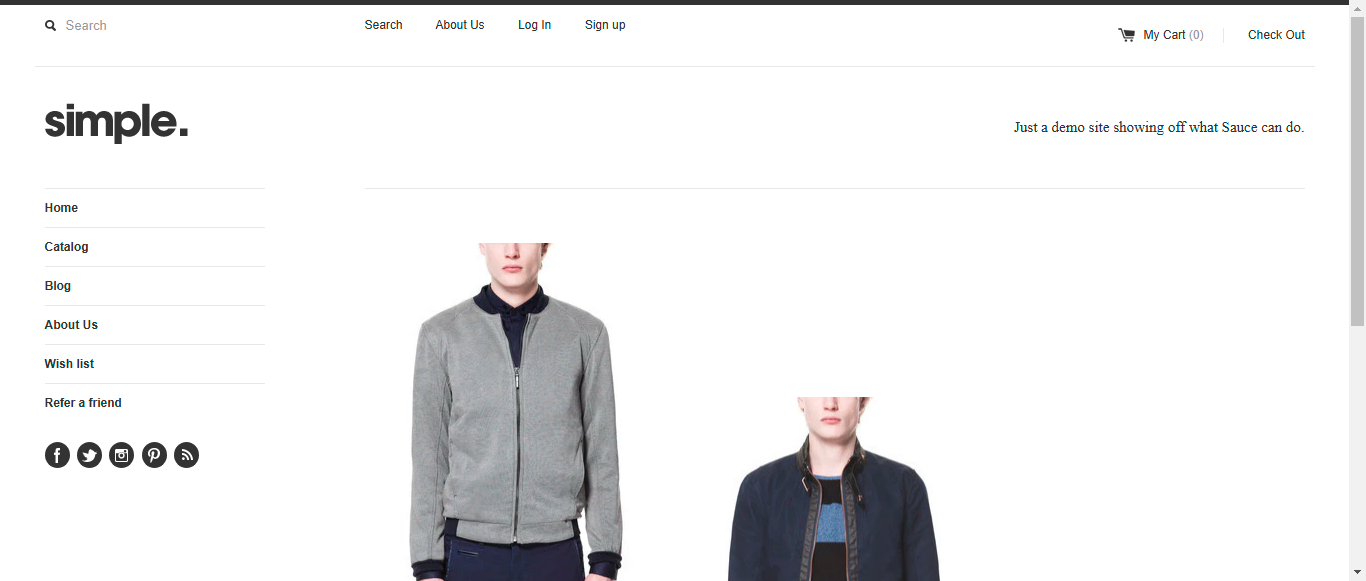 Search
Search About Us Log In Sign up
My Cart (0) Check Out
simple.
Just a demo site showing off what Sauce can do.
Home
Catalog
Blog
About Us
Wish list
Refer a friend